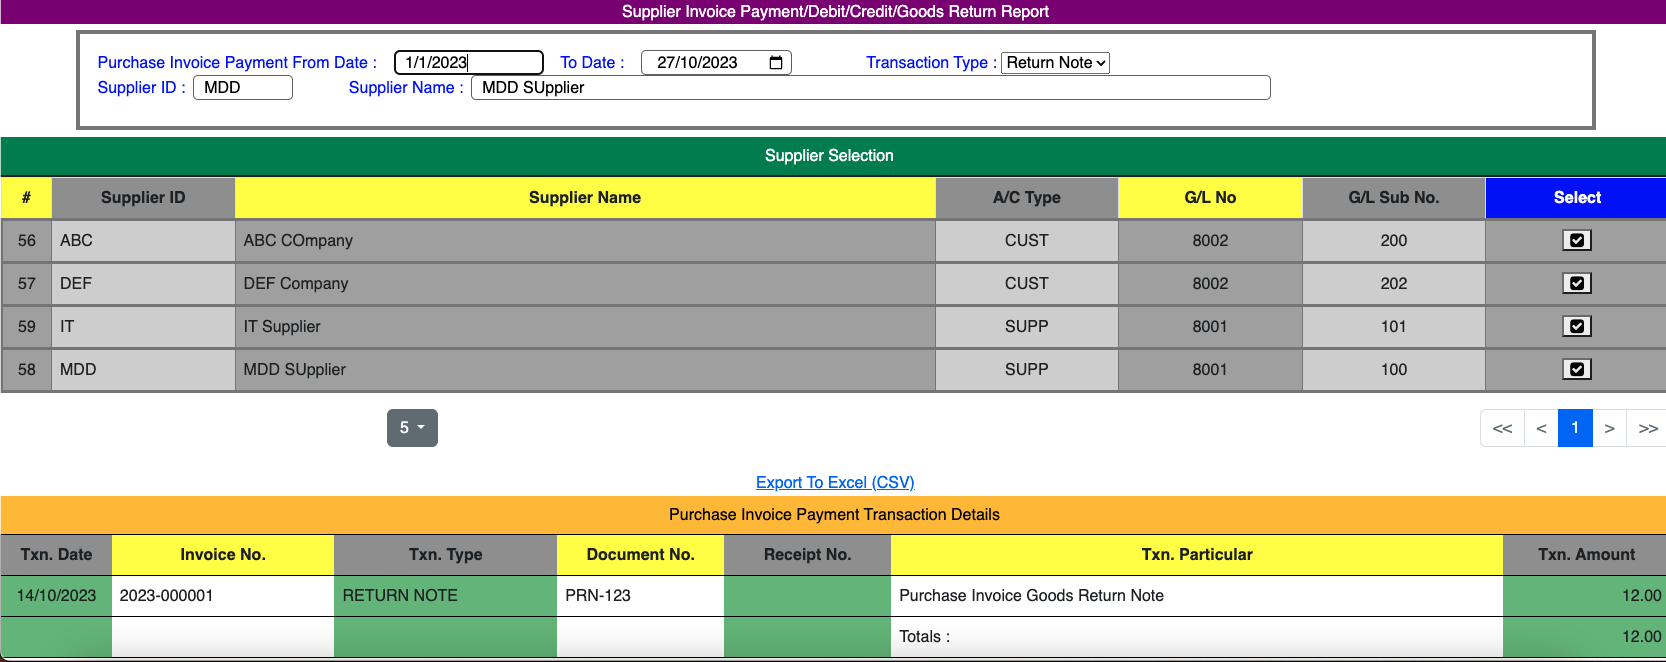 Supplier Invoice Payment/Debit/Credit/Goods Return Report
Purchase Invoice Payment From Date : 1/1/2023 To Date : 27/10/2023 Transaction Type : Return Note
Supplier ID : MDD Supplier Name : MDD SUpplier
Supplier Selection
# Supplier ID Supplier Name A/C Type G/L No G/L Sub No. Select
56 ABC ABC COmpany CUST 8002 200
57 DEF DEF Company CUST 8002 202
59 IT IT Supplier SUPP 8001 101
58 MDD MDD SUpplier SUPP 8001 100
5 << < 1 > >>
Export To Excel (CSV)
Purchase Invoice Payment Transaction Details
Txn. Date Invoice No. Txn. Type Document No. Receipt No. Txn. Particular Txn. Amount
14/10/2023 2023-000001 RETURN NOTE PRN-123 Purchase Invoice Goods Return Note 12.00
Totals : 12.00